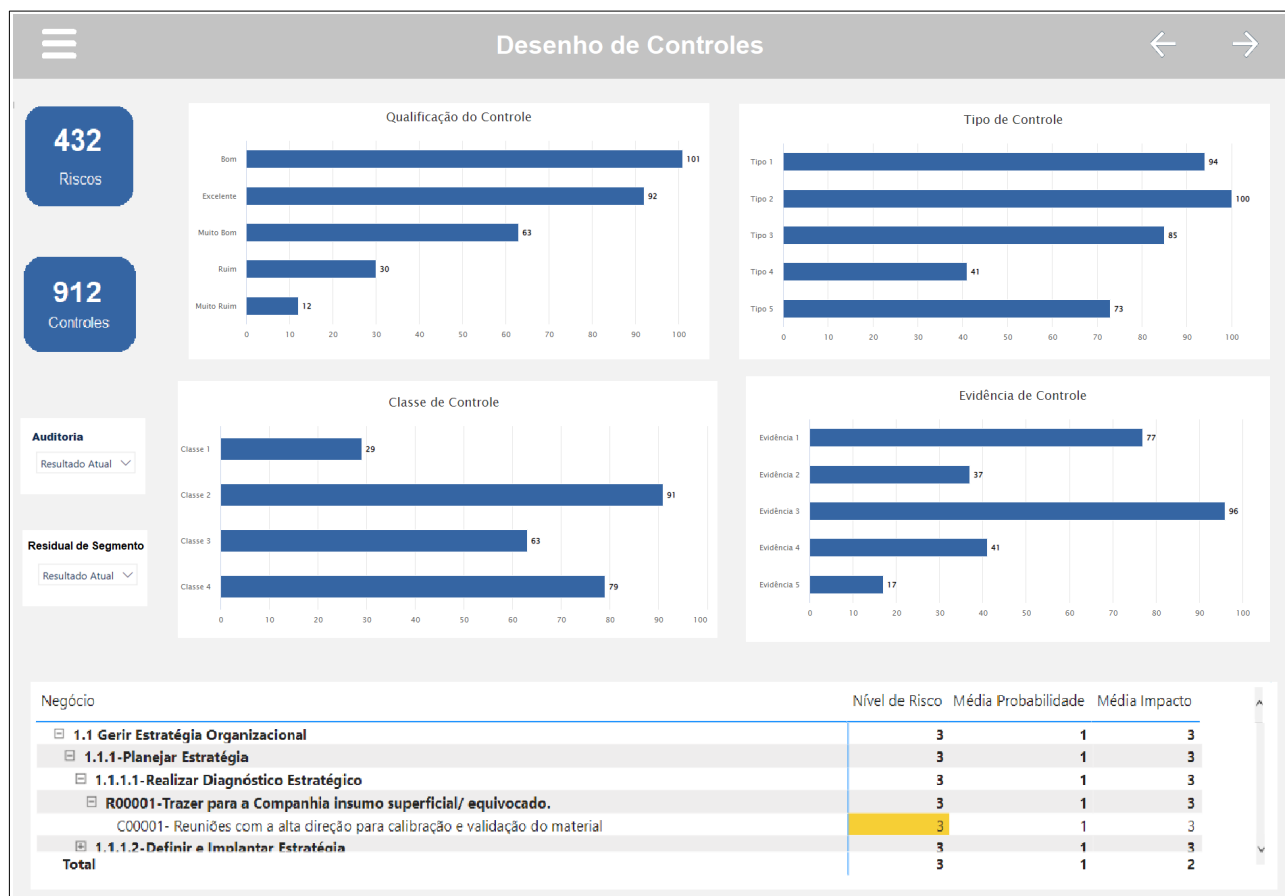 Desenho de Controles
432
Riscos
912
Controles
Auditoria
Resultado Atual
Residual de Segmento
Resultado Atual
Qualificação do Controle
Bom 101
Excelente 92
Muito Bom 63
Ruim 30
Muito Ruim 12
0 10 20 30 40 50 60 70 80 90 100
Tipo de Controle
Tipo 1 94
Tipo 2 100
Tipo 3 85
Tipo 4 41
Tipo 5 73
0 10 20 30 40 50 60 70 80 90 100
Classe de Controle
Classe 1 29
Classe 2 91
Classe 3 63
Classe 4 79
0 10 20 30 40 50 60 70 80 90 100
Evidência de Controle
Evidência 1 77
Evidência 2 37
Evidência 3 96
Evidência 4 41
Evidência 5 17
0 10 20 30 40 50 60 70 80 90 100
Negócio Nível de Risco Média Probabilidade Média Impacto
1.1 Gerir Estratégia Organizacional 3 1 3
1.1.1-Planejar Estratégia 3 1 3
1.1.1.1-Realizar Diagnóstico Estratégico 3 1 3
R00001-Trazer para a Companhia insumo superficial/ equivocado. 3 1 3
C00001- Reuniões com a alta direção para calibração e validação do material 3 1 3
1.1.1.2-Definir e Implantar Estratégia 3 1 3
Total 3 1 2